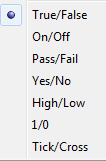 True/False
On/Off
Pass/Fail
Yes/No
High/Low
1/0
Tick/Cross